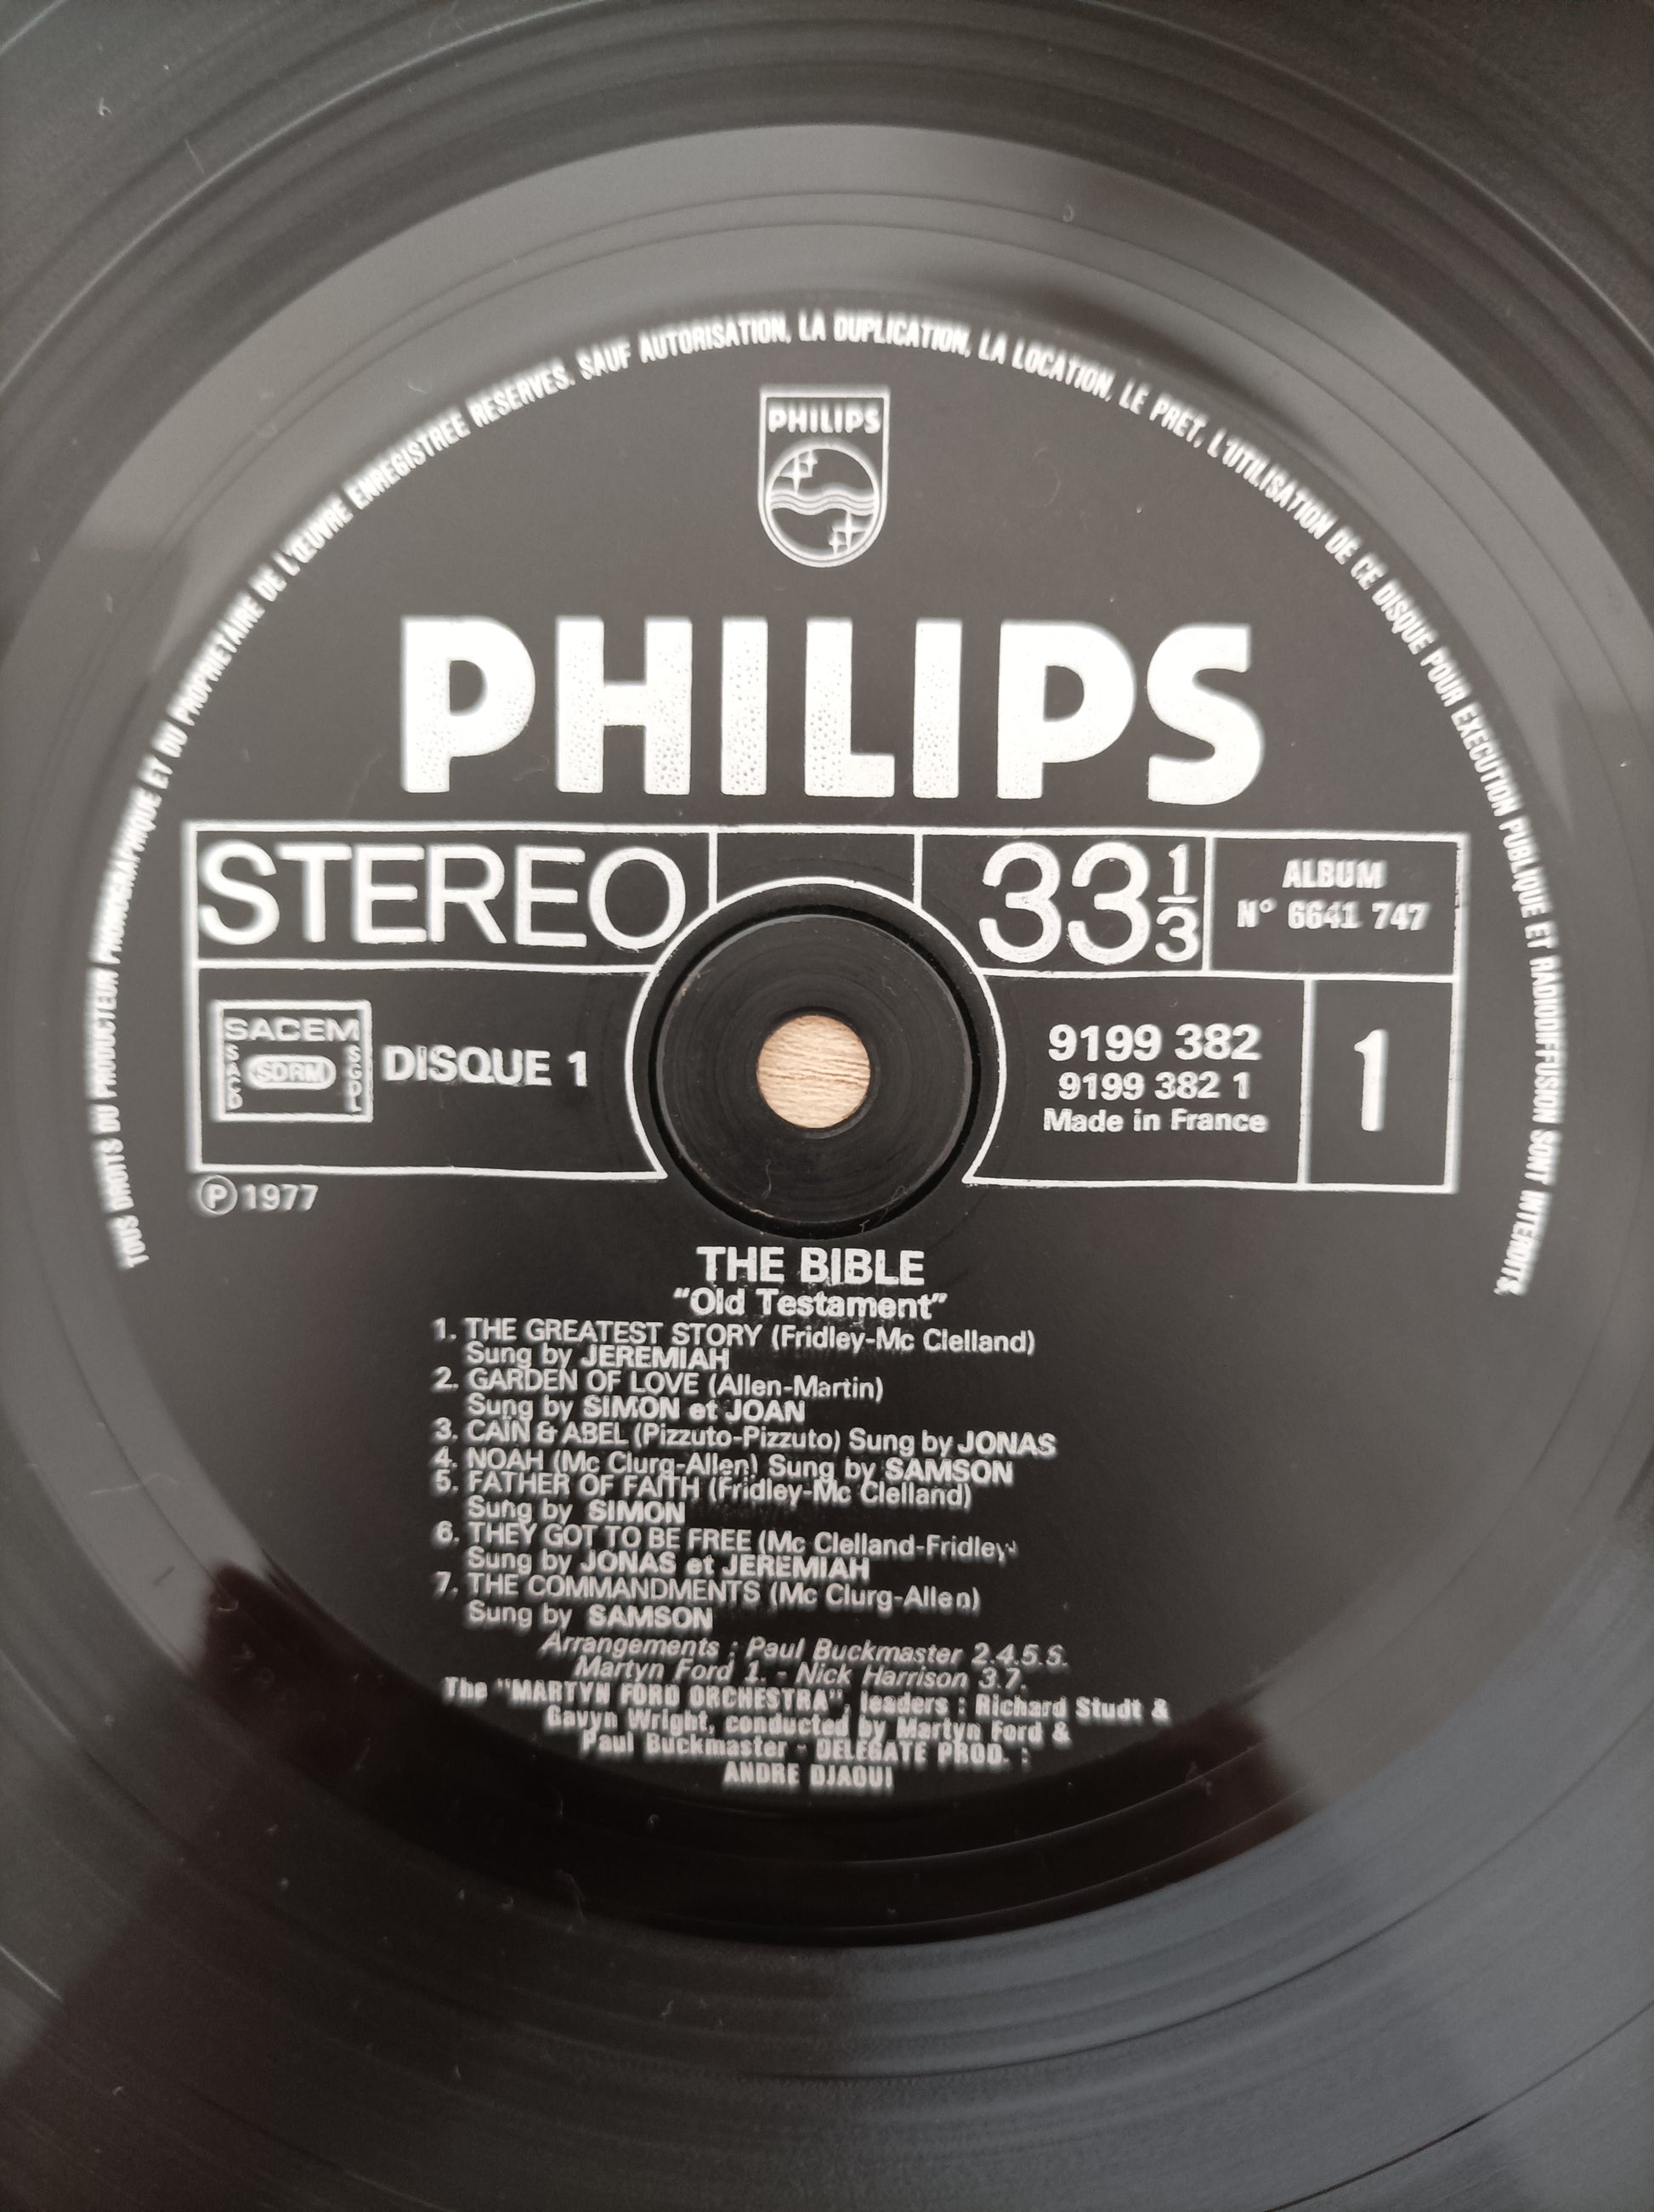 TOUS DROITS DU PRODUCTEUR PHONOGRAPHIQUE ET DU PROPRIETAIRE DE L'ŒUVRE ENREGISTREE RESERVES. SAUF AUTORISATION, LA DUPLICATION, LA LOCATION, LE PRET, L'UTILISATION DE CE DISQUE POUR EXECUTION PUBLIQUE ET RADIODIFFUSION SONT INTERDITS.
PHILIPS
PHILIPS
STEREO
33 1/3
ALBUM
N° 6641 747
SACEM
SACD
SDRM
SGDL
DISQUE 1
9199 382
9199 382 1
Made in France
1
℗ 1977
THE BIBLE
"Old Testament"
1. THE GREATEST STORY (Fridley-Mc Clelland)
Sung by JEREMIAH
2. GARDEN OF LOVE (Allen-Martin)
Sung by SIMON et JOAN
3. CAÏN & ABEL (Pizzuto-Pizzuto) Sung by JONAS
4. NOAH (Mc Clurg-Allen) Sung by SAMSON
5. FATHER OF FAITH (Fridley-Mc Clelland)
Sung by SIMON
6. THEY GOT TO BE FREE (Mc Clelland-Fridley)
Sung by JONAS et JEREMIAH
7. THE COMMANDMENTS (Mc Clurg-Allen)
Sung by SAMSON
Arrangements : Paul Buckmaster 2.4.5.6.
Martyn Ford 1. - Nick Harrison 3.7.
The "MARTYN FORD ORCHESTRA", leaders : Richard Studt &
Gavyn Wright, conducted by Martyn Ford &
Paul Buckmaster - DELEGATE PROD. :
ANDRE DJAOUI